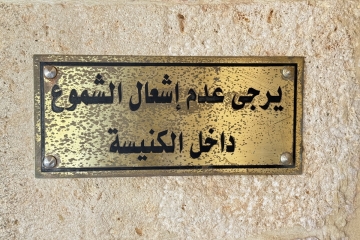 يرجى عدم إشعال الشموع
داخل الكنيسة